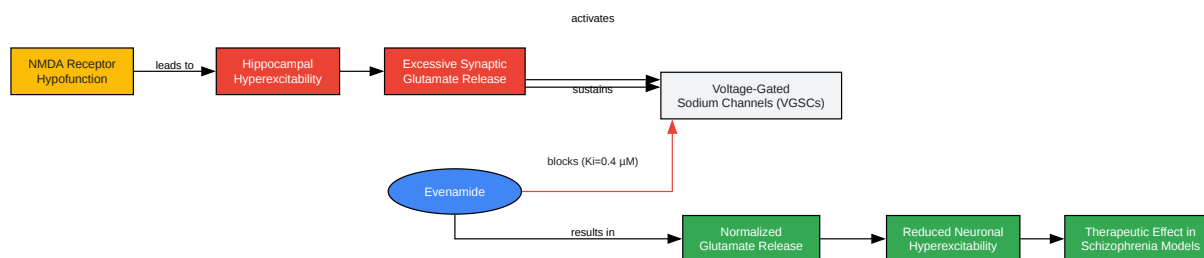 activates
NMDA Receptor
Hypofunction
leads to
Hippocampal
Hyperexcitability
Excessive Synaptic
Glutamate Release
sustains
Voltage-Gated
Sodium Channels (VGSCs)
blocks (Ki=0.4 µM)
Evenamide
results in
Normalized
Glutamate Release
Reduced Neuronal
Hyperexcitability
Therapeutic Effect in
Schizophrenia Models